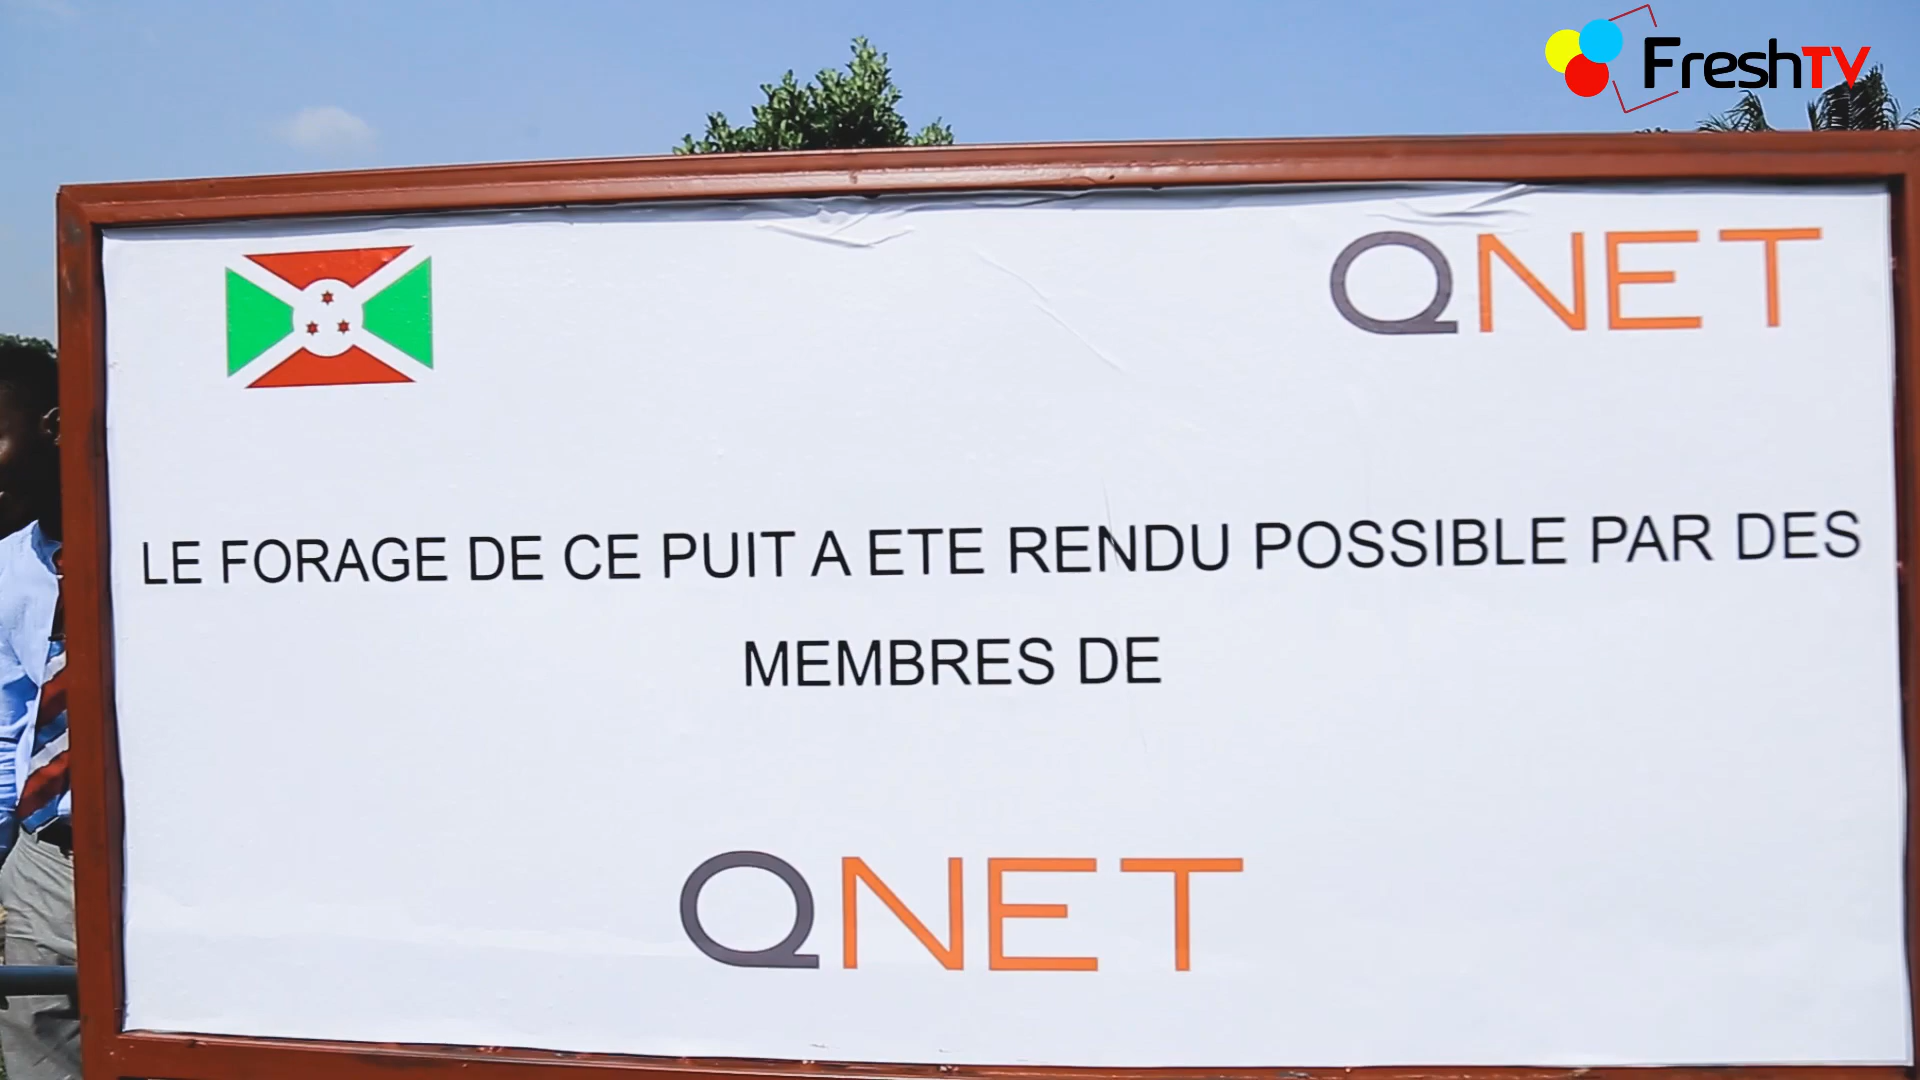 FreshTV
QNET
LE FORAGE DE CE PUIT A ETE RENDU POSSIBLE PAR DES
MEMBRES DE
QNET